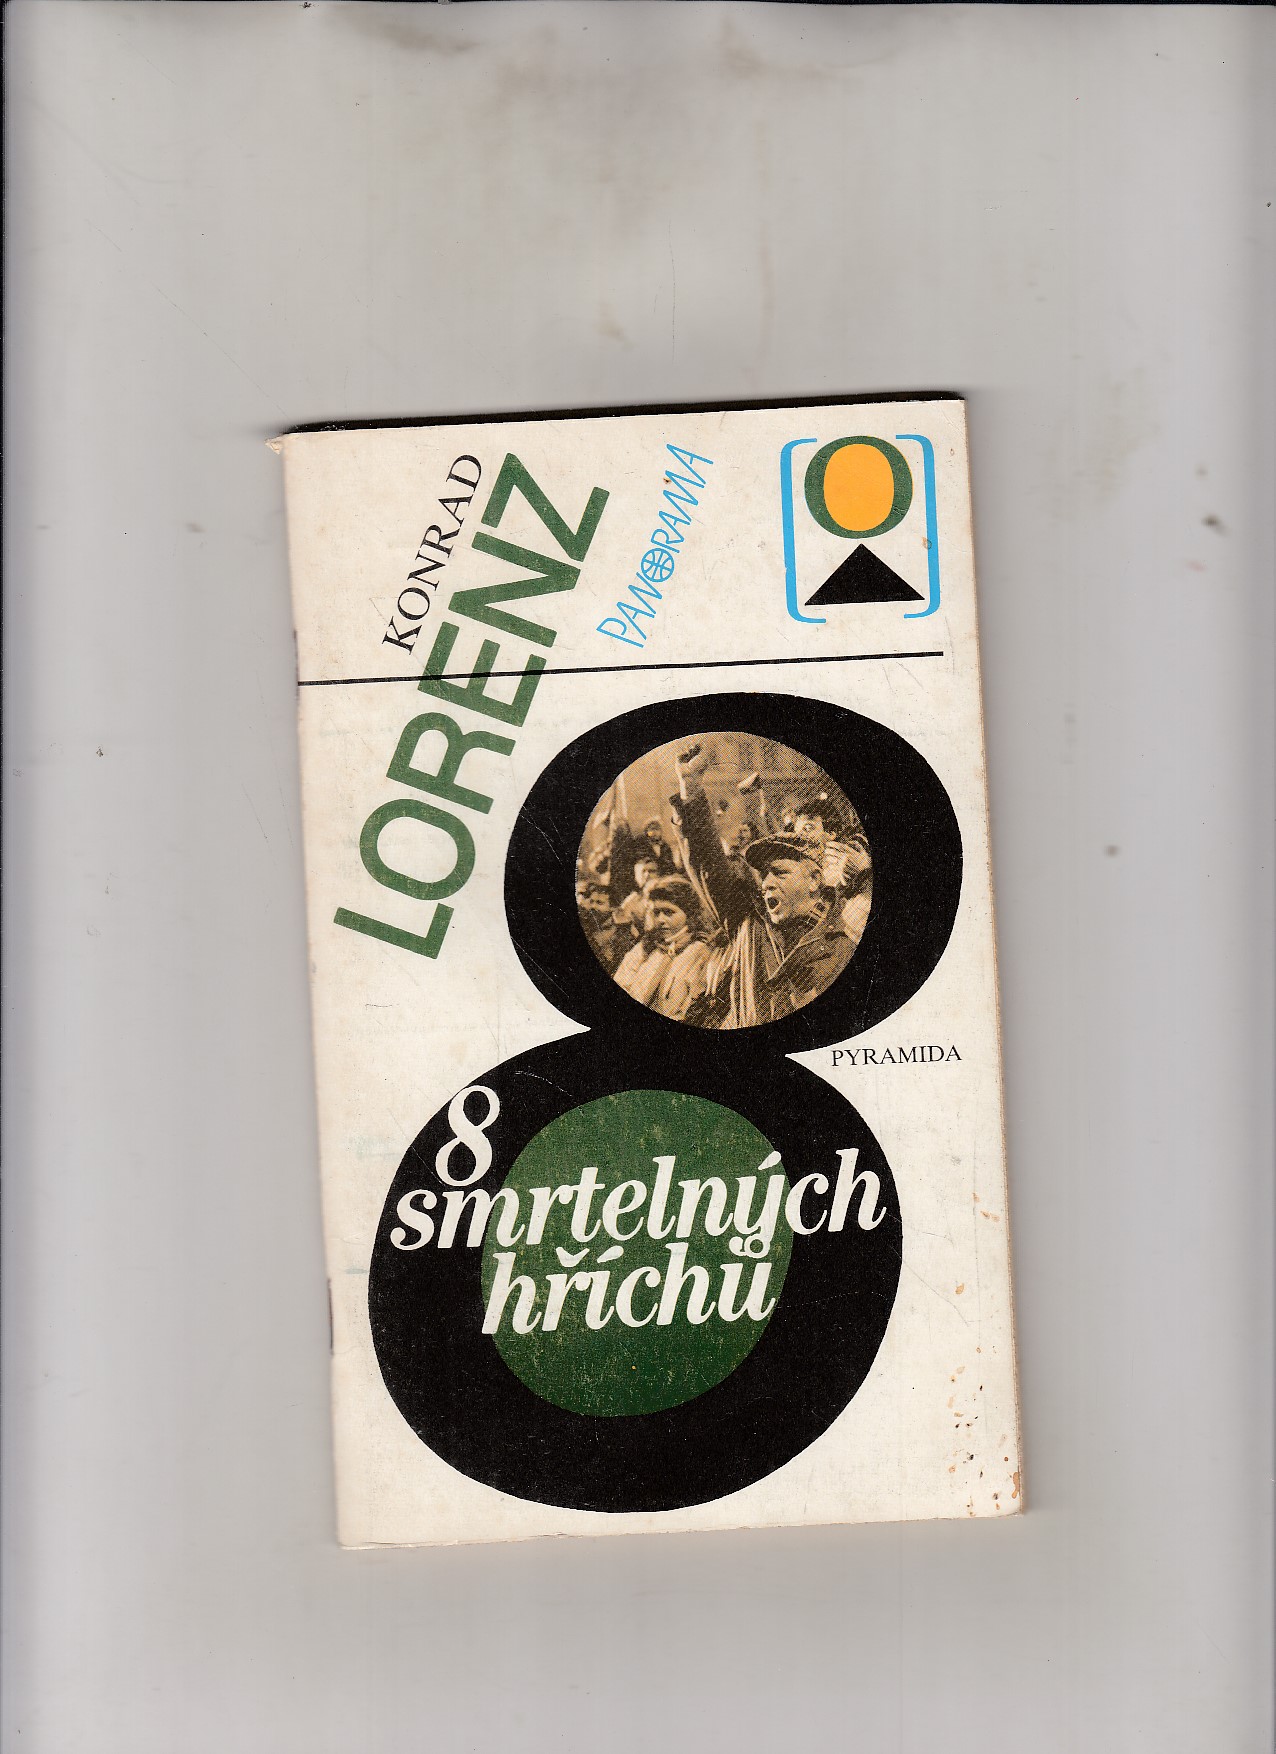 KONRAD
LORENZ
PANORAMA
PYRAMIDA
8
smrtelných
hříchů